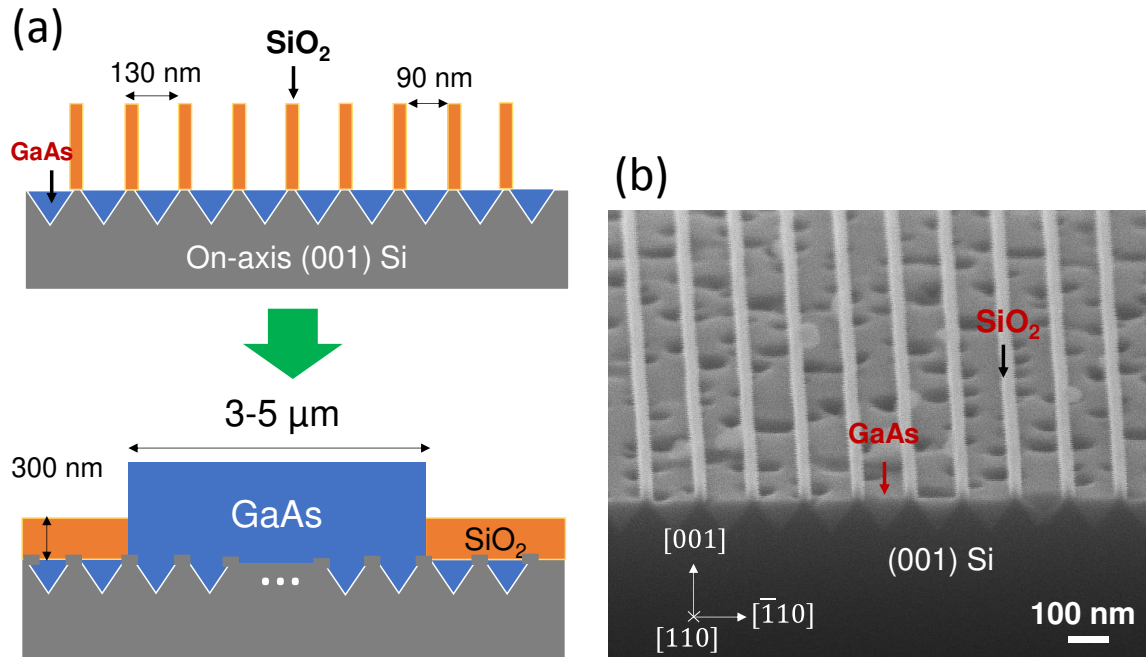 (a)
SiO₂
130 nm
90 nm
GaAs
On-axis (001) Si
3-5 µm
300 nm
GaAs
SiO₂
(b)
SiO₂
GaAs
[001]
(001) Si
[1̅10]
[110]
100 nm